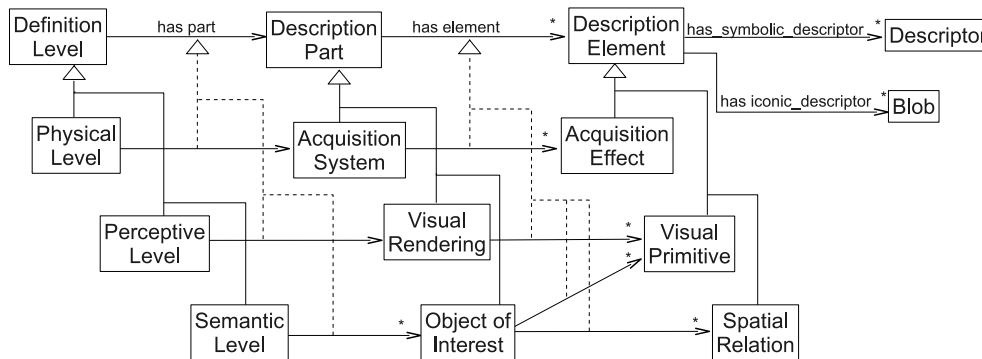 Definition
Level
has part
Description
Part
has element
*
Description
Element
has_symbolic_descriptor
*
Descriptor
has iconic_descriptor
*
Blob
Physical
Level
Acquisition
System
*
Acquisition
Effect
Perceptive
Level
Visual
Rendering
*
*
Visual
Primitive
Semantic
Level
*
Object of
Interest
*
Spatial
Relation